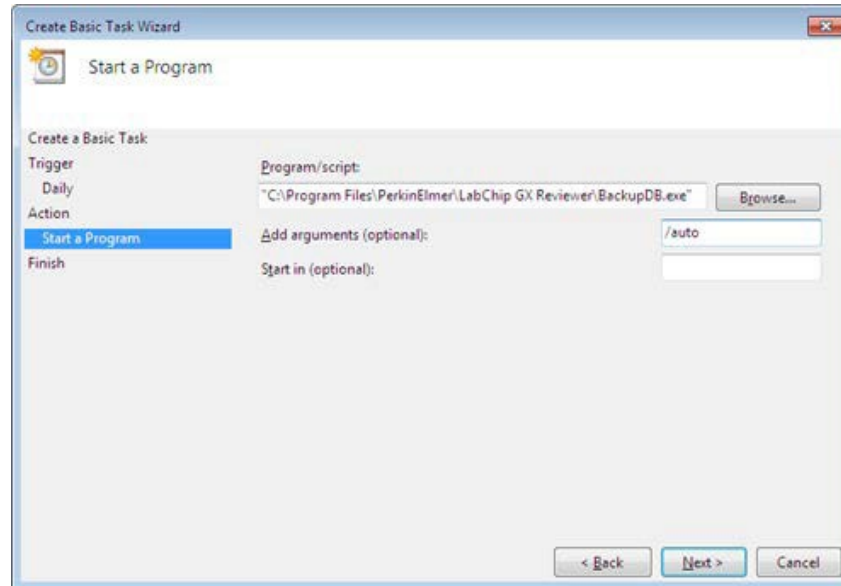 Create Basic Task Wizard
Start a Program
Create a Basic Task
Trigger
Daily
Action
Start a Program
Finish
Program/script:
"C:\Program Files\PerkinElmer\LabChip GX Reviewer\BackupDB.exe"
Browse...
Add arguments (optional):
/auto
Start in (optional):
< Back
Next >
Cancel